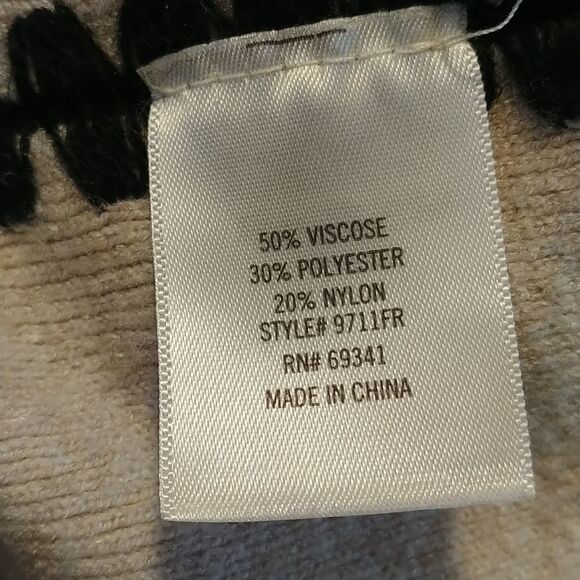 50% VISCOSE
30% POLYESTER
20% NYLON
STYLE# 9711FR
RN# 69341
MADE IN CHINA